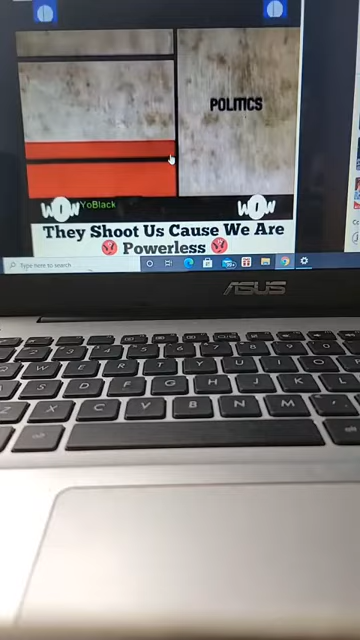 POLITICS
WOW YoBlack WOW
They Shoot Us Cause We Are
Powerless
Type here to search
ASUS
Q W E R T Y U I O
S D F G H J K L
Z X C V B N M